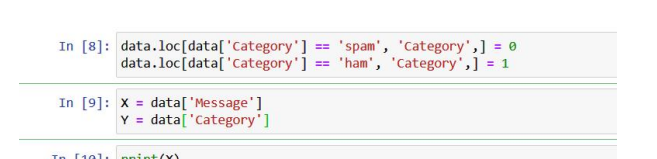 In [8]: data.loc[data['Category'] == 'spam', 'Category',] = 0
data.loc[data['Category'] == 'ham', 'Category',] = 1
In [9]: X = data['Message']
Y = data['Category']
In [10]: print(X)